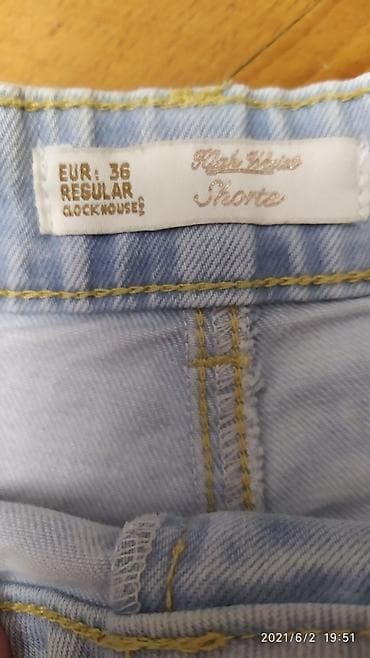 EUR: 36
REGULAR
CLOCKHOUSE
High Waist
Shorts
2021/6/2 19:51